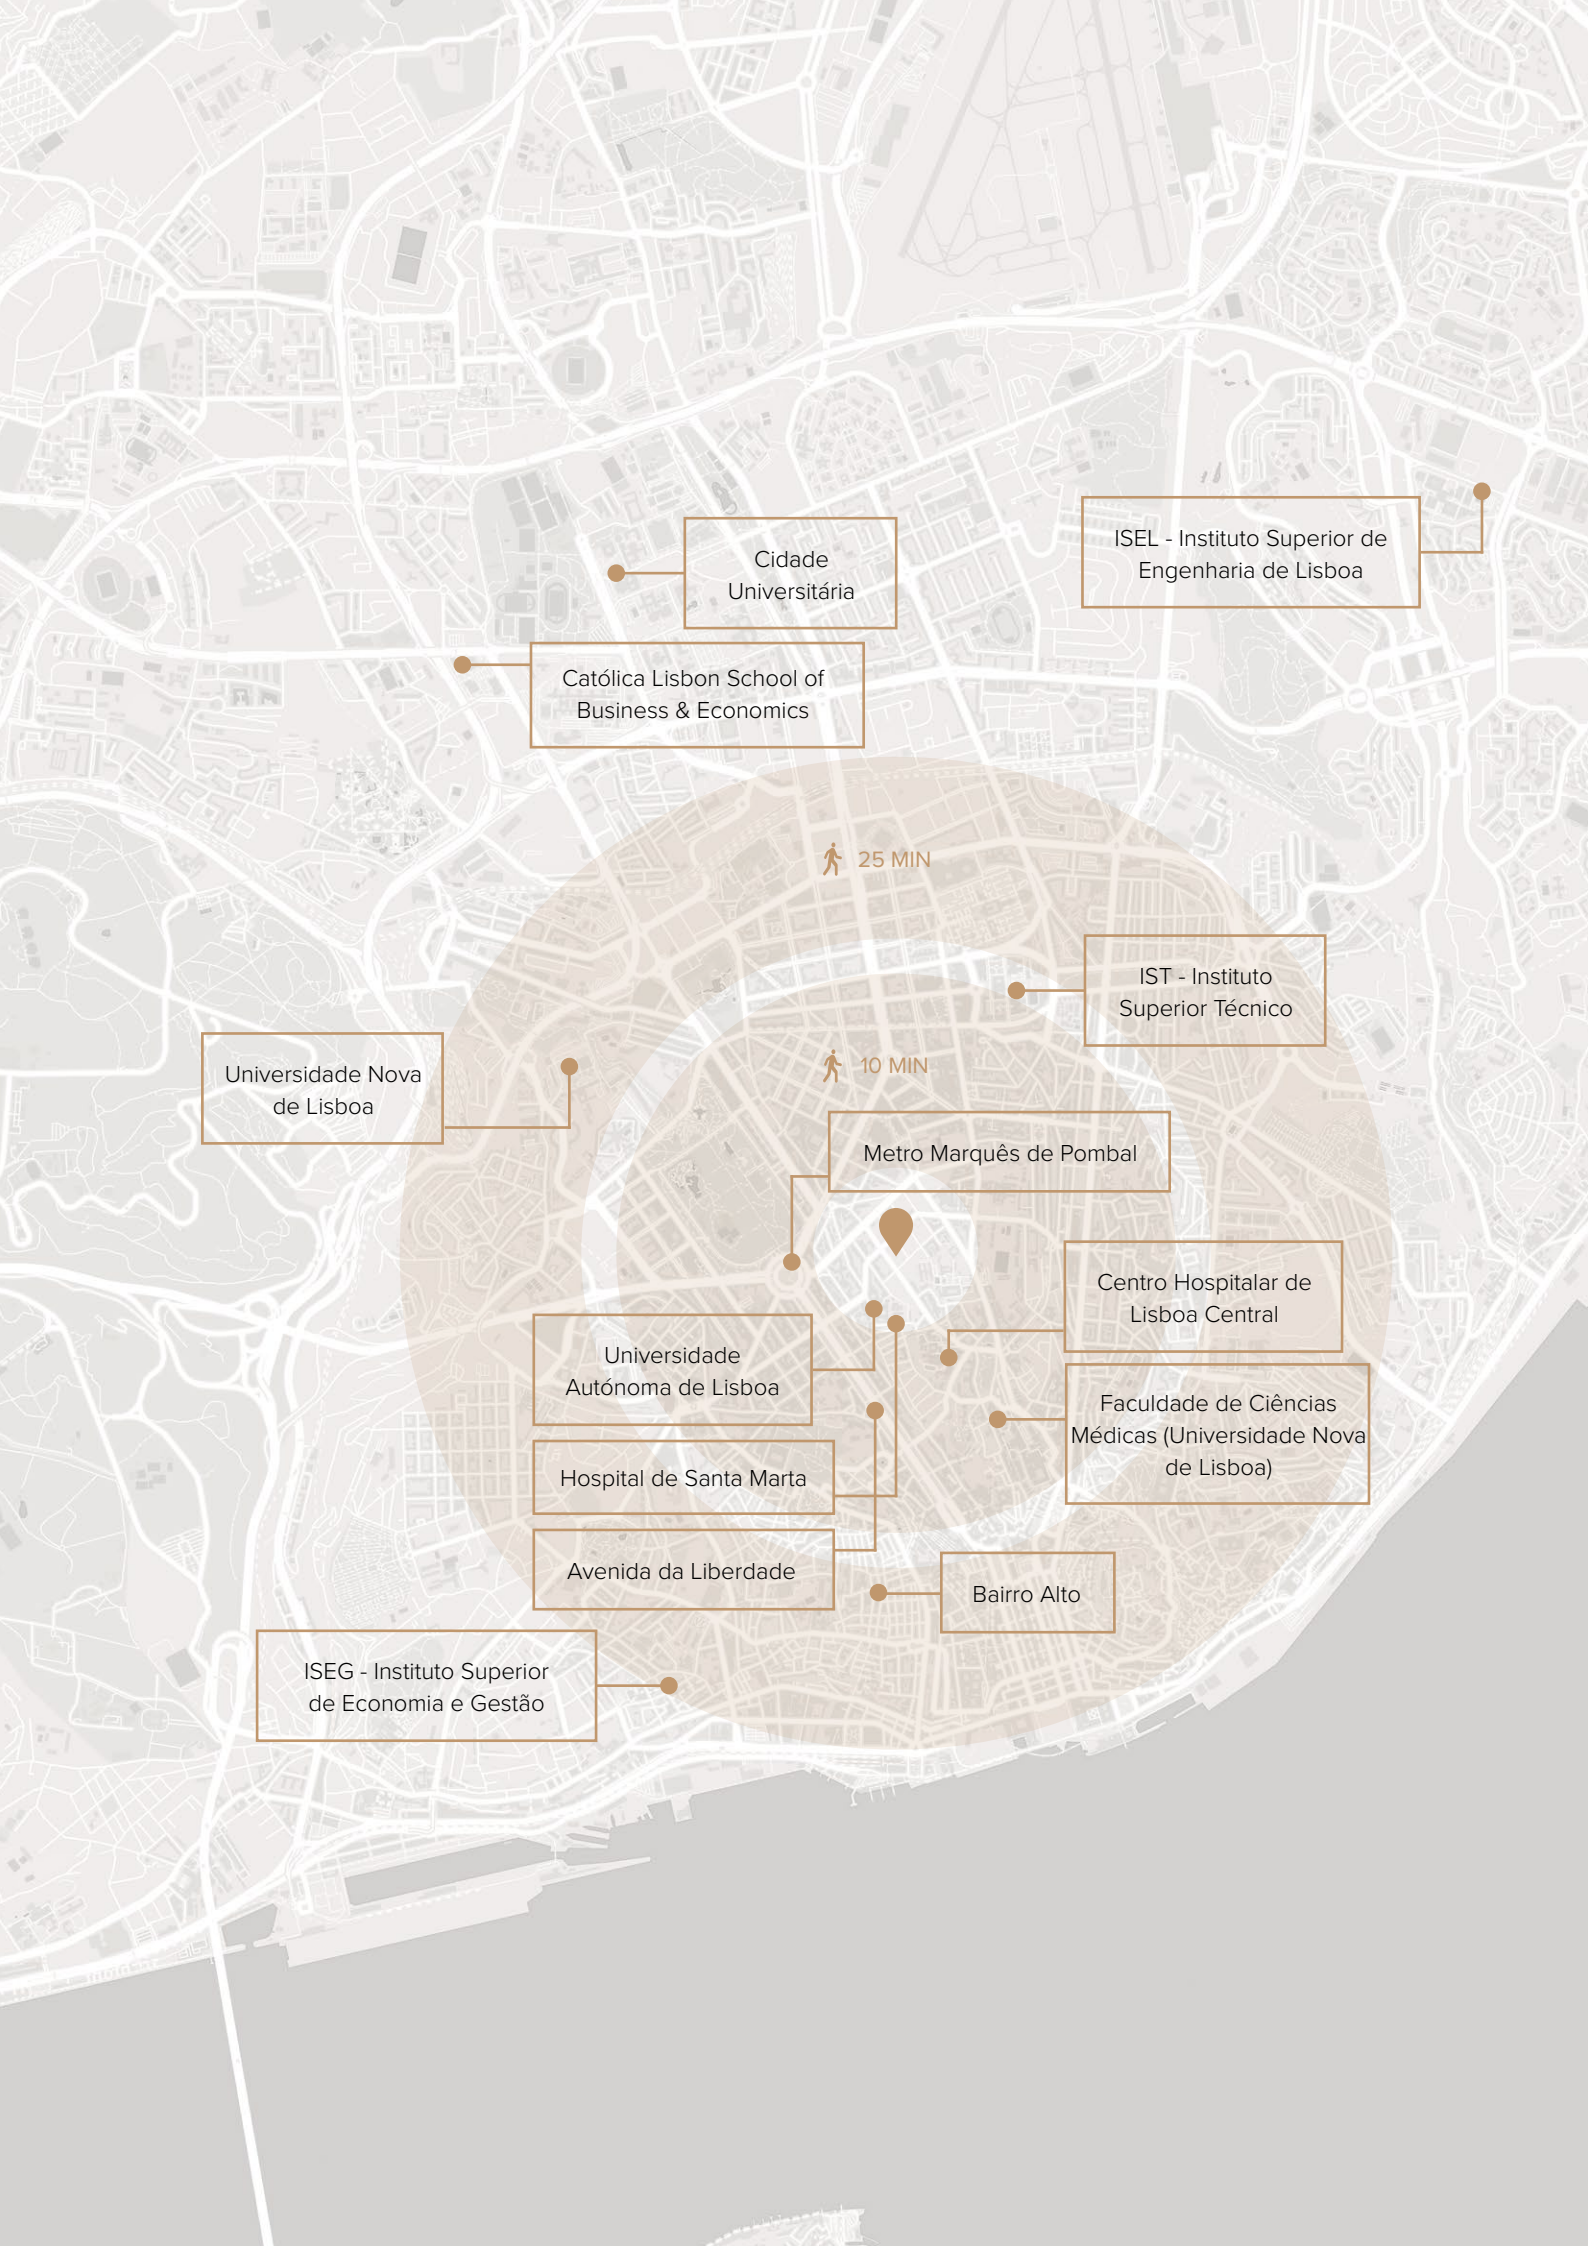 Cidade
Universitária
ISEL - Instituto Superior de
Engenharia de Lisboa
Católica Lisbon School of
Business & Economics
25 MIN
IST - Instituto
Superior Técnico
Universidade Nova
de Lisboa
10 MIN
Metro Marquês de Pombal
Centro Hospitalar de
Lisboa Central
Universidade
Autónoma de Lisboa
Faculdade de Ciências
Médicas (Universidade Nova
de Lisboa)
Hospital de Santa Marta
Avenida da Liberdade
Bairro Alto
ISEG - Instituto Superior
de Economia e Gestão